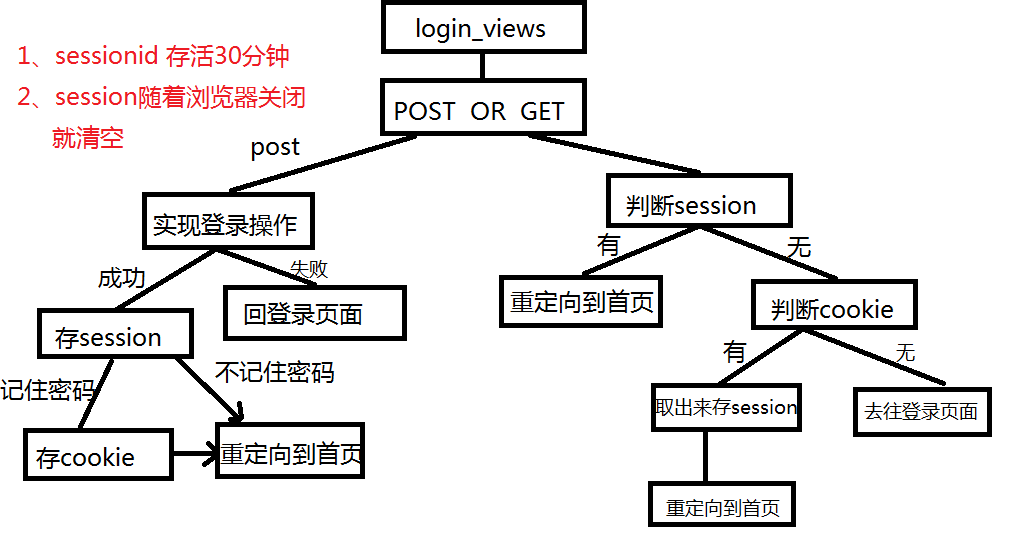 login_views
1、sessionid 存活30分钟
2、session随着浏览器关闭
就清空
POST OR GET
post
实现登录操作
判断session
成功
失败
有
无
存session
回登录页面
重定向到首页
判断cookie
记住密码
不记住密码
有
无
存cookie
重定向到首页
取出来存session
去往登录页面
重定向到首页